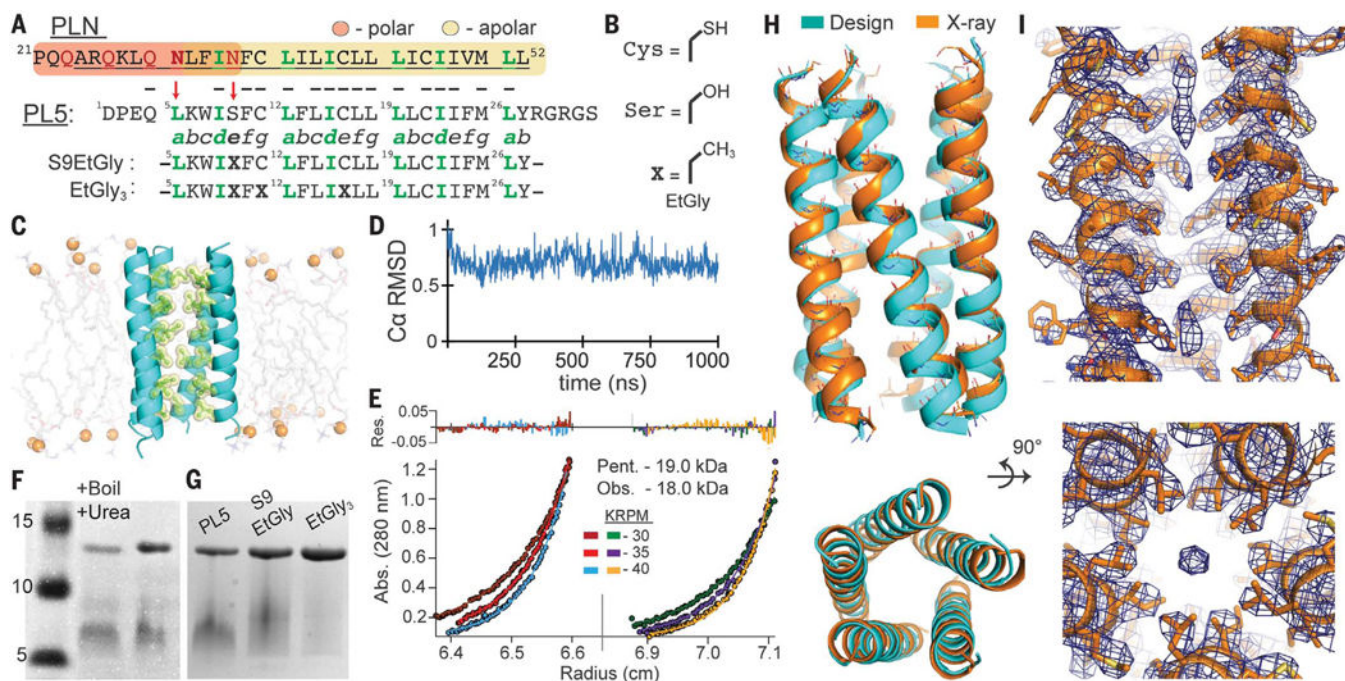 A
PLN
- polar
- apolar
21PQQARQKLQ NLFINFC LILICLL LICIIVM LL52
PL5: 1DPEQ 5LKWISFC 12LFLICLL 19LLCIIFM 26LYRGRGS
abcdefg abcdefg abcdefg ab
S9EtGly : –5LKWIXFC 12LFLICLL 19LLCIIFM 26LY–
EtGly3 : –5LKWIXFX 12LFLIXLL 19LLCIIFM 26LY–
B
SH
Cys =
OH
Ser =
CH3
X =
EtGly
C
D
Cα RMSD
1
0.5
0
250
500
750
1000
time (ns)
E
Res.
0.05
-0.05
Abs. (280 nm)
1.2
1.0
0.8
0.6
0.4
0.2
Pent. - 19.0 kDa
Obs. - 18.0 kDa
KRPM
- 30
- 35
- 40
6.4
6.5
6.6
6.9
7.0
7.1
Radius (cm)
F
+Boil
+Urea
15
10
5
G
PL5
S9
EtGly
EtGly3
H
Design
X-ray
90°
I